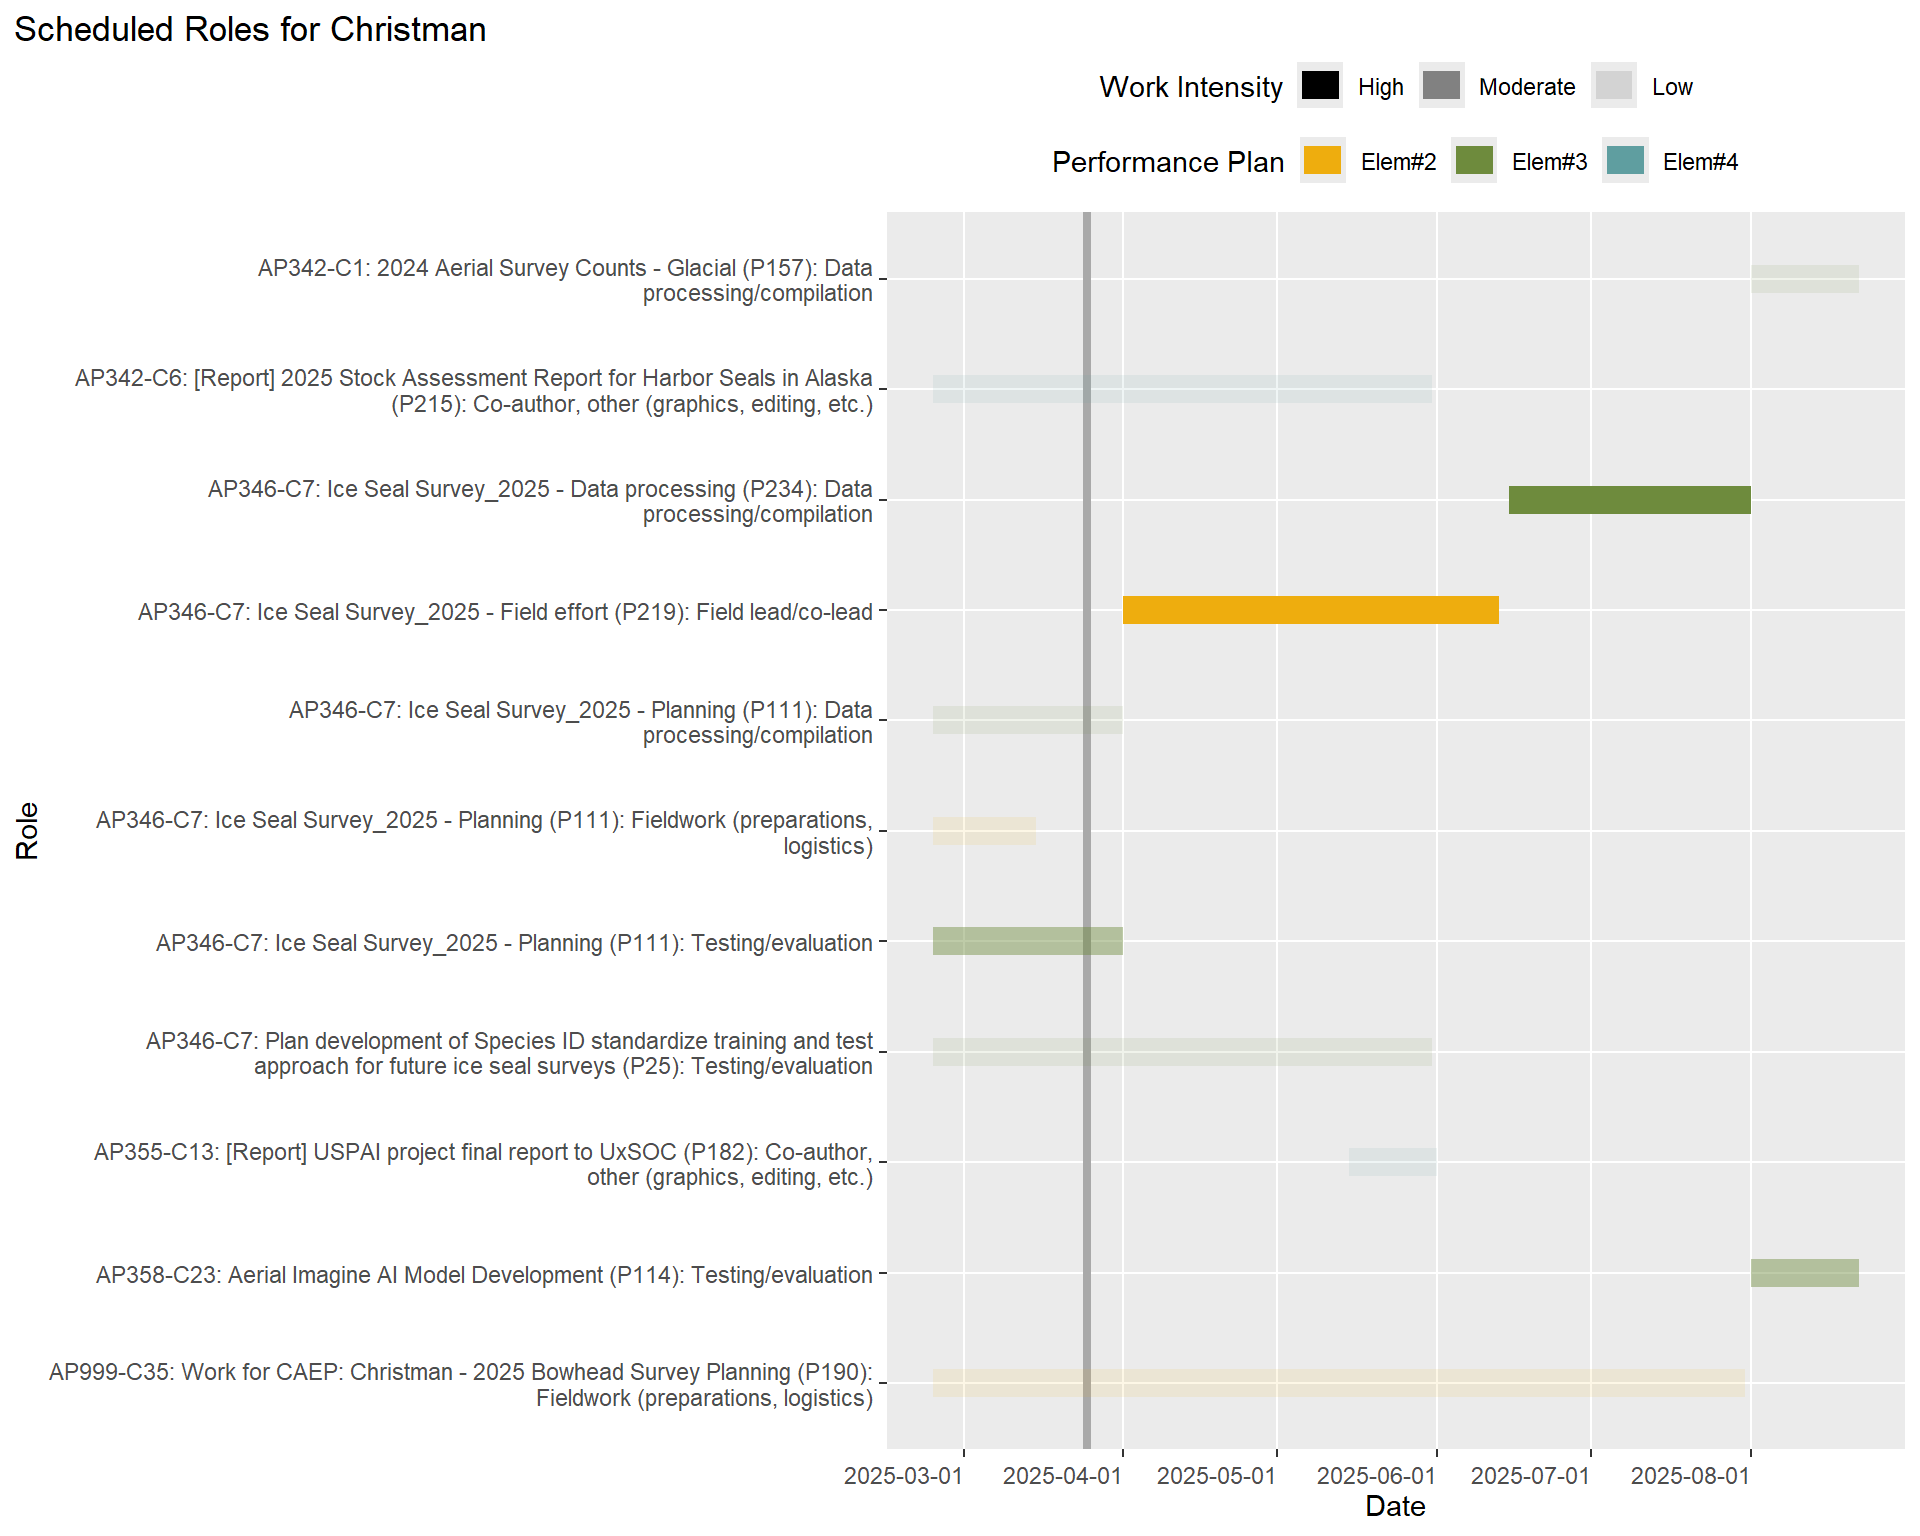 Scheduled Roles for Christman
Work Intensity High Moderate Low
Performance Plan Elem#2 Elem#3 Elem#4
AP342-C1: 2024 Aerial Survey Counts - Glacial (P157): Data
processing/compilation
AP342-C6: [Report] 2025 Stock Assessment Report for Harbor Seals in Alaska
(P215): Co-author, other (graphics, editing, etc.)
AP346-C7: Ice Seal Survey_2025 - Data processing (P234): Data
processing/compilation
AP346-C7: Ice Seal Survey_2025 - Field effort (P219): Field lead/co-lead
AP346-C7: Ice Seal Survey_2025 - Planning (P111): Data
processing/compilation
AP346-C7: Ice Seal Survey_2025 - Planning (P111): Fieldwork (preparations,
logistics)
AP346-C7: Ice Seal Survey_2025 - Planning (P111): Testing/evaluation
AP346-C7: Plan development of Species ID standardize training and test
approach for future ice seal surveys (P25): Testing/evaluation
AP355-C13: [Report] USPAI project final report to UxSOC (P182): Co-author,
other (graphics, editing, etc.)
AP358-C23: Aerial Imagine AI Model Development (P114): Testing/evaluation
AP999-C35: Work for CAEP: Christman - 2025 Bowhead Survey Planning (P190):
Fieldwork (preparations, logistics)
Role
2025-03-01 2025-04-01 2025-05-01 2025-06-01 2025-07-01 2025-08-01
Date